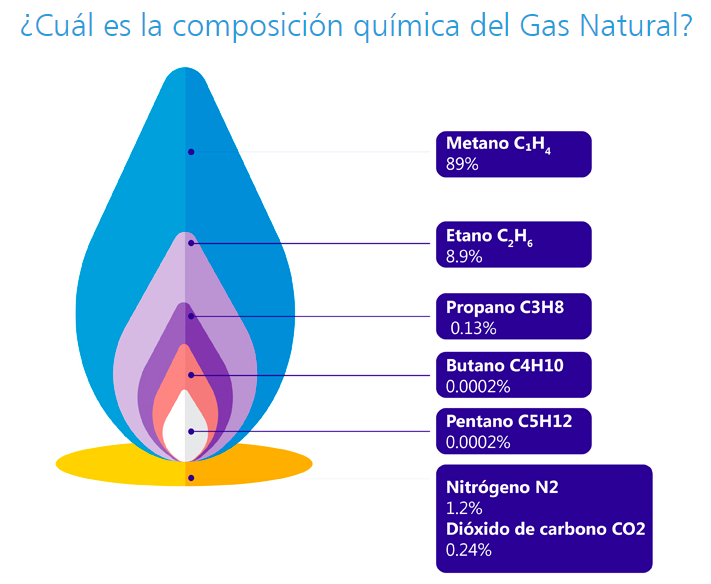 ¿Cuál es la composición química del Gas Natural?
Metano C₁H₄
89%
Etano C₂H₆
8.9%
Propano C3H8
0.13%
Butano C4H10
0.0002%
Pentano C5H12
0.0002%
Nitrógeno N2
1.2%
Dióxido de carbono CO2
0.24%